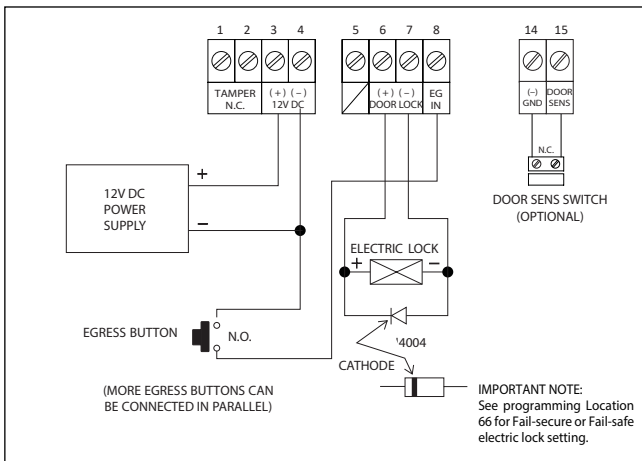 1 2 3 4 5 6 7 8 14 15
TAMPER N.C.
(+) (−)
12V DC
(+) (−)
DOOR LOCK
EG IN
(−) GND
DOOR SENS
N.C.
DOOR SENS SWITCH
(OPTIONAL)
12V DC
POWER
SUPPLY
+
−
ELECTRIC LOCK
+ −
EGRESS BUTTON
N.O.
4004
CATHODE
(MORE EGRESS BUTTONS CAN
BE CONNECTED IN PARALLEL)
IMPORTANT NOTE:
See programming Location
66 for Fail-secure or Fail-safe
electric lock setting.